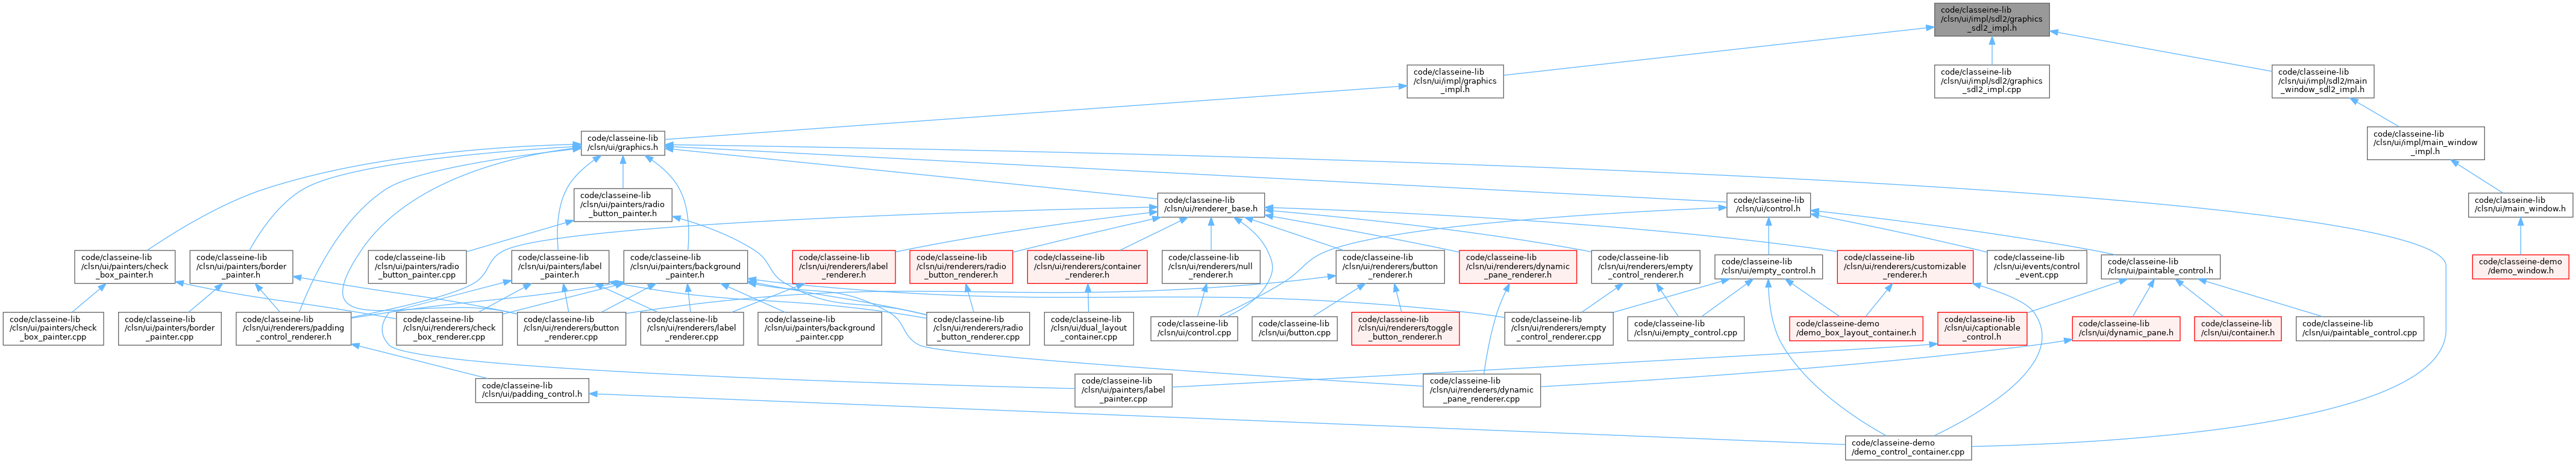 code/classeine-lib
/clsn/ui/impl/sdl2/graphics
_sdl2_impl.h
code/classeine-lib
/clsn/ui/impl/graphics
_impl.h
code/classeine-lib
/clsn/ui/impl/sdl2/graphics
_sdl2_impl.cpp
code/classeine-lib
/clsn/ui/impl/sdl2/main
_window_sdl2_impl.h
code/classeine-lib
/clsn/ui/graphics.h
code/classeine-lib
/clsn/ui/impl/main_window
_impl.h
code/classeine-lib
/clsn/ui/painters/radio
_button_painter.h
code/classeine-lib
/clsn/ui/renderer_base.h
code/classeine-lib
/clsn/ui/control.h
code/classeine-lib
/clsn/ui/main_window.h
code/classeine-lib
/clsn/ui/painters/check
_box_painter.h
code/classeine-lib
/clsn/ui/painters/border
_painter.h
code/classeine-lib
/clsn/ui/painters/radio
_button_painter.cpp
code/classeine-lib
/clsn/ui/painters/label
_painter.h
code/classeine-lib
/clsn/ui/painters/background
_painter.h
code/classeine-lib
/clsn/ui/renderers/label
_renderer.h
code/classeine-lib
/clsn/ui/renderers/radio
_button_renderer.h
code/classeine-lib
/clsn/ui/renderers/container
_renderer.h
code/classeine-lib
/clsn/ui/renderers/null
_renderer.h
code/classeine-lib
/clsn/ui/renderers/button
_renderer.h
code/classeine-lib
/clsn/ui/renderers/dynamic
_pane_renderer.h
code/classeine-lib
/clsn/ui/renderers/empty
_control_renderer.h
code/classeine-lib
/clsn/ui/empty_control.h
code/classeine-lib
/clsn/ui/renderers/customizable
_renderer.h
code/classeine-lib
/clsn/ui/events/control
_event.cpp
code/classeine-lib
/clsn/ui/paintable_control.h
code/classeine-demo
/demo_window.h
code/classeine-lib
/clsn/ui/painters/check
_box_painter.cpp
code/classeine-lib
/clsn/ui/painters/border
_painter.cpp
code/classeine-lib
/clsn/ui/renderers/padding
_control_renderer.h
code/classeine-lib
/clsn/ui/renderers/check
_box_renderer.cpp
code/classeine-lib
/clsn/ui/renderers/button
_renderer.cpp
code/classeine-lib
/clsn/ui/renderers/label
_renderer.cpp
code/classeine-lib
/clsn/ui/painters/background
_painter.cpp
code/classeine-lib
/clsn/ui/renderers/radio
_button_renderer.cpp
code/classeine-lib
/clsn/ui/dual_layout
_container.cpp
code/classeine-lib
/clsn/ui/control.cpp
code/classeine-lib
/clsn/ui/button.cpp
code/classeine-lib
/clsn/ui/renderers/toggle
_button_renderer.h
code/classeine-lib
/clsn/ui/renderers/empty
_control_renderer.cpp
code/classeine-lib
/clsn/ui/empty_control.cpp
code/classeine-demo
/demo_box_layout_container.h
code/classeine-lib
/clsn/ui/captionable
_control.h
code/classeine-lib
/clsn/ui/dynamic_pane.h
code/classeine-lib
/clsn/ui/container.h
code/classeine-lib
/clsn/ui/paintable_control.cpp
code/classeine-lib
/clsn/ui/padding_control.h
code/classeine-lib
/clsn/ui/painters/label
_painter.cpp
code/classeine-lib
/clsn/ui/renderers/dynamic
_pane_renderer.cpp
code/classeine-demo
/demo_control_container.cpp